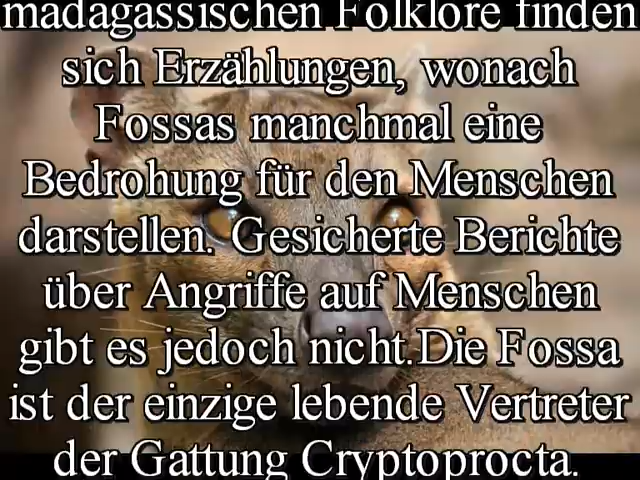 madagassischen Folklore finden
sich Erzählungen, wonach
Fossas manchmal eine
Bedrohung für den Menschen
darstellen. Gesicherte Berichte
über Angriffe auf Menschen
gibt es jedoch nicht.Die Fossa
ist der einzige lebende Vertreter
der Gattung Cryptoprocta.